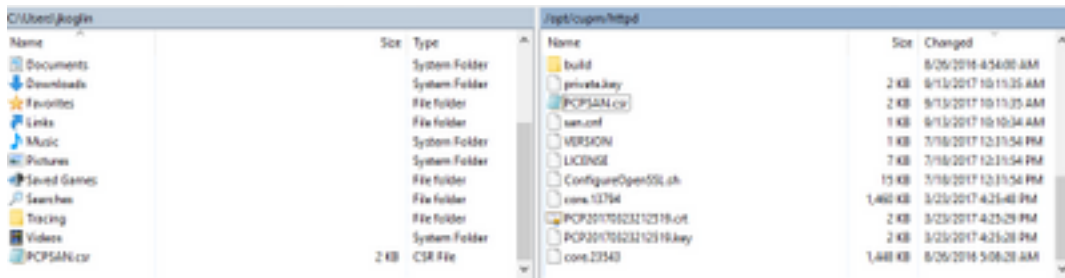 C:\Users\jkoglin
Name Size Type
Documents System Folder
Downloads System Folder
Favorites File folder
Links File folder
Music System Folder
Pictures System Folder
Saved Games File folder
Searches File folder
Tracing File folder
Videos System Folder
PCPSAN.csr 2 KB CSR File
/opt/cupm/httpd
Name Size Changed
build 8/26/2016 4:54:00 AM
private.key 2 KB 9/13/2017 10:11:35 AM
PCPSAN.csr 2 KB 9/13/2017 10:11:35 AM
san.cnf 1 KB 9/13/2017 10:10:34 AM
VERSION 1 KB 7/18/2017 12:31:54 PM
LICENSE 7 KB 7/18/2017 12:31:54 PM
ConfigureOpenSSL.sh 15 KB 7/18/2017 12:31:54 PM
core.13794 1,460 KB 3/23/2017 4:25:40 PM
PCP20170323212519.crt 2 KB 3/23/2017 4:25:29 PM
PCP20170323212519.key 2 KB 3/23/2017 4:25:28 PM
core.23543 1,448 KB 8/26/2016 5:08:28 AM